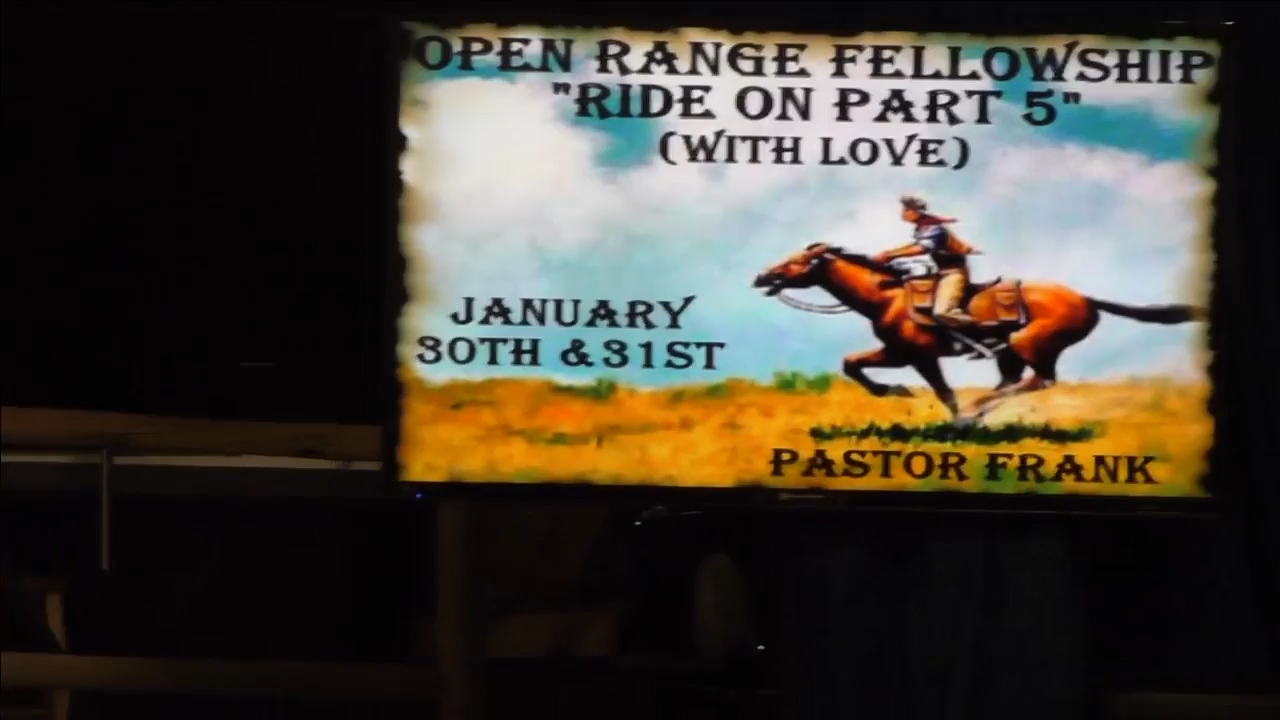 OPEN RANGE FELLOWSHIP
"RIDE ON PART 5"
(WITH LOVE)
JANUARY
30TH &31ST
PASTOR FRANK